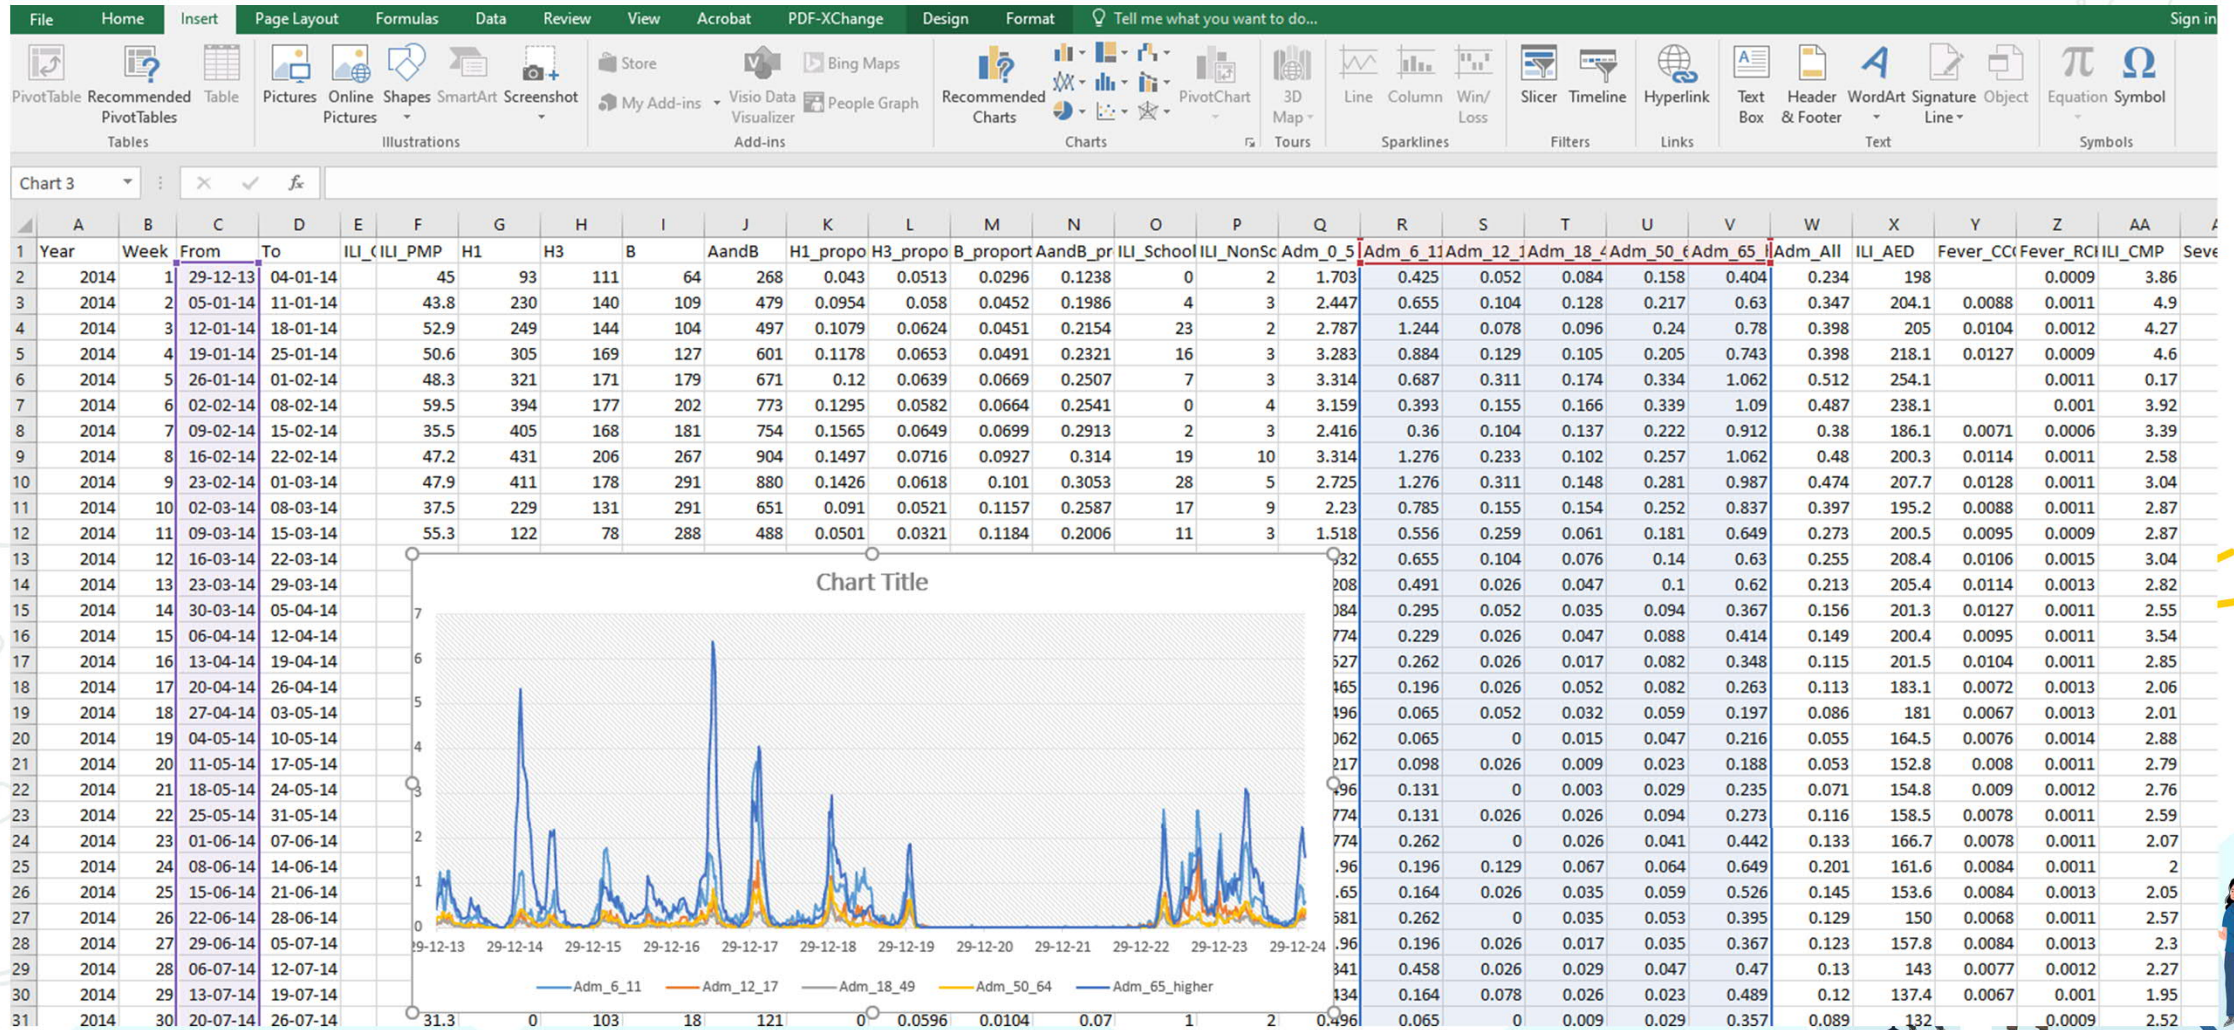 File Home Insert Page Layout Formulas Data Review View Acrobat PDF-XChange Design Format Tell me what you want to do... Sign in
PivotTable Recommended PivotTables Table Pictures Online Pictures Shapes SmartArt Screenshot Store My Add-ins Visio Data Visualizer Bing Maps People Graph Recommended Charts PivotChart 3D Map Line Column Win/Loss Slicer Timeline Hyperlink Text Box Header & Footer WordArt Signature Line Object Equation Symbol
Tables Illustrations Add-ins Charts Tours Sparklines Filters Links Text Symbols
Chart 3 fx
A B C D E F G H I J K L M N O P Q R S T U V W X Y Z AA
1 Year Week From To ILI_ ILI_PMP H1 H3 B AandB H1_propo H3_propo B_proport AandB_pr ILI_School ILI_NonSc Adm_0_5 Adm_6_11 Adm_12_1 Adm_18_4 Adm_50_6 Adm_65_h Adm_All ILI_AED Fever_CCC Fever_RCH ILI_CMP Seve
2 2014 1 29-12-13 04-01-14 45 93 111 64 268 0.043 0.0513 0.0296 0.1238 0 2 1.703 0.425 0.052 0.084 0.158 0.404 0.234 198 0.0009 3.86
3 2014 2 05-01-14 11-01-14 43.8 230 140 109 479 0.0954 0.058 0.0452 0.1986 4 3 2.447 0.655 0.104 0.128 0.217 0.63 0.347 204.1 0.0088 0.0011 4.9
4 2014 3 12-01-14 18-01-14 52.9 249 144 104 497 0.1079 0.0624 0.0451 0.2154 23 2 2.787 1.244 0.078 0.096 0.24 0.78 0.398 205 0.0104 0.0012 4.27
5 2014 4 19-01-14 25-01-14 50.6 305 169 127 601 0.1178 0.0653 0.0491 0.2321 16 3 3.283 0.884 0.129 0.105 0.205 0.743 0.398 218.1 0.0127 0.0009 4.6
6 2014 5 26-01-14 01-02-14 48.3 321 171 179 671 0.12 0.0639 0.0669 0.2507 7 3 3.314 0.687 0.311 0.174 0.334 1.062 0.512 254.1 0.0011 0.17
7 2014 6 02-02-14 08-02-14 59.5 394 177 202 773 0.1295 0.0582 0.0664 0.2541 0 4 3.159 0.393 0.155 0.166 0.339 1.09 0.487 238.1 0.001 3.92
8 2014 7 09-02-14 15-02-14 35.5 405 168 181 754 0.1565 0.0649 0.0699 0.2913 2 3 2.416 0.36 0.104 0.137 0.222 0.912 0.38 186.1 0.0071 0.0006 3.39
9 2014 8 16-02-14 22-02-14 47.2 431 206 267 904 0.1497 0.0716 0.0927 0.314 19 10 3.314 1.276 0.233 0.102 0.257 1.062 0.48 200.3 0.0114 0.0011 2.58
10 2014 9 23-02-14 01-03-14 47.9 411 178 291 880 0.1426 0.0618 0.101 0.3053 28 5 2.725 1.276 0.311 0.148 0.281 0.987 0.474 207.7 0.0128 0.0011 3.04
11 2014 10 02-03-14 08-03-14 37.5 229 131 291 651 0.091 0.0521 0.1157 0.2587 17 9 2.23 0.785 0.155 0.154 0.252 0.837 0.397 195.2 0.0088 0.0011 2.87
12 2014 11 09-03-14 15-03-14 55.3 122 78 288 488 0.0501 0.0321 0.1184 0.2006 11 3 1.518 0.556 0.259 0.061 0.181 0.649 0.273 200.5 0.0095 0.0009 2.87
13 2014 12 16-03-14 22-03-14 0.655 0.104 0.076 0.14 0.63 0.255 208.4 0.0106 0.0015 3.04
14 2014 13 23-03-14 29-03-14 208 0.491 0.026 0.047 0.1 0.62 0.213 205.4 0.0114 0.0013 2.82
15 2014 14 30-03-14 05-04-14 084 0.295 0.052 0.035 0.094 0.367 0.156 201.3 0.0127 0.0011 2.55
16 2014 15 06-04-14 12-04-14 774 0.229 0.026 0.047 0.088 0.414 0.149 200.4 0.0095 0.0011 3.54
17 2014 16 13-04-14 19-04-14 527 0.262 0.026 0.017 0.082 0.348 0.115 201.5 0.0104 0.0011 2.85
18 2014 17 20-04-14 26-04-14 465 0.196 0.026 0.052 0.082 0.263 0.113 183.1 0.0072 0.0013 2.06
19 2014 18 27-04-14 03-05-14 496 0.065 0.052 0.032 0.059 0.197 0.086 181 0.0067 0.0013 2.01
20 2014 19 04-05-14 10-05-14 062 0.065 0 0.015 0.047 0.216 0.055 164.5 0.0076 0.0014 2.88
21 2014 20 11-05-14 17-05-14 217 0.098 0.026 0.009 0.023 0.188 0.053 152.8 0.008 0.0011 2.79
22 2014 21 18-05-14 24-05-14 496 0.131 0 0.003 0.029 0.235 0.071 154.8 0.009 0.0012 2.76
23 2014 22 25-05-14 31-05-14 774 0.131 0.026 0.026 0.094 0.273 0.116 158.5 0.0078 0.0011 2.59
24 2014 23 01-06-14 07-06-14 774 0.262 0 0.026 0.041 0.442 0.133 166.7 0.0078 0.0011 2.07
25 2014 24 08-06-14 14-06-14 0.196 0.129 0.067 0.064 0.649 0.201 161.6 0.0084 0.0011 2
26 2014 25 15-06-14 21-06-14 0.164 0.026 0.035 0.059 0.526 0.145 153.6 0.0084 0.0013 2.05
27 2014 26 22-06-14 28-06-14 0.262 0 0.035 0.053 0.395 0.129 150 0.0068 0.0011 2.57
28 2014 27 29-06-14 05-07-14 0.196 0.026 0.017 0.035 0.367 0.123 157.8 0.0084 0.0013 2.3
29 2014 28 06-07-14 12-07-14 341 0.458 0.026 0.029 0.047 0.47 0.13 143 0.0077 0.0012 2.27
30 2014 29 13-07-14 19-07-14 434 0.164 0.078 0.026 0.023 0.489 0.12 137.4 0.0067 0.001 1.95
31 2014 30 20-07-14 26-07-14 31.3 0 103 18 121 0 0.0596 0.0104 0.07 1 2 0.496 0.065 0 0.009 0.029 0.357 0.089 132 0.0009 2.52
Chart Title
7
6
5
4
3
2
1
0
29-12-13 29-12-14 29-12-15 29-12-16 29-12-17 29-12-18 29-12-19 29-12-20 29-12-21 29-12-22 29-12-23 29-12-24
Adm_6_11 Adm_12_17 Adm_18_49 Adm_50_64 Adm_65_higher